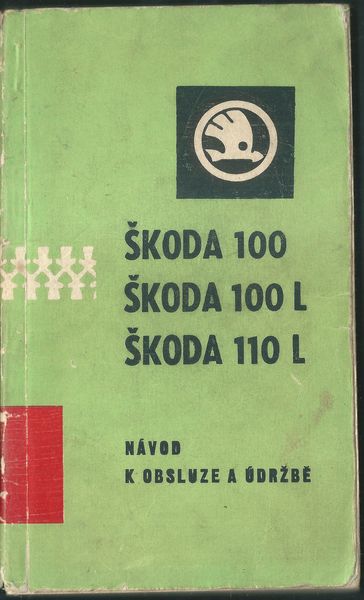 ŠKODA 100
ŠKODA 100 L
ŠKODA 110 L
NÁVOD
K OBSLUZE A ÚDRŽBĚ